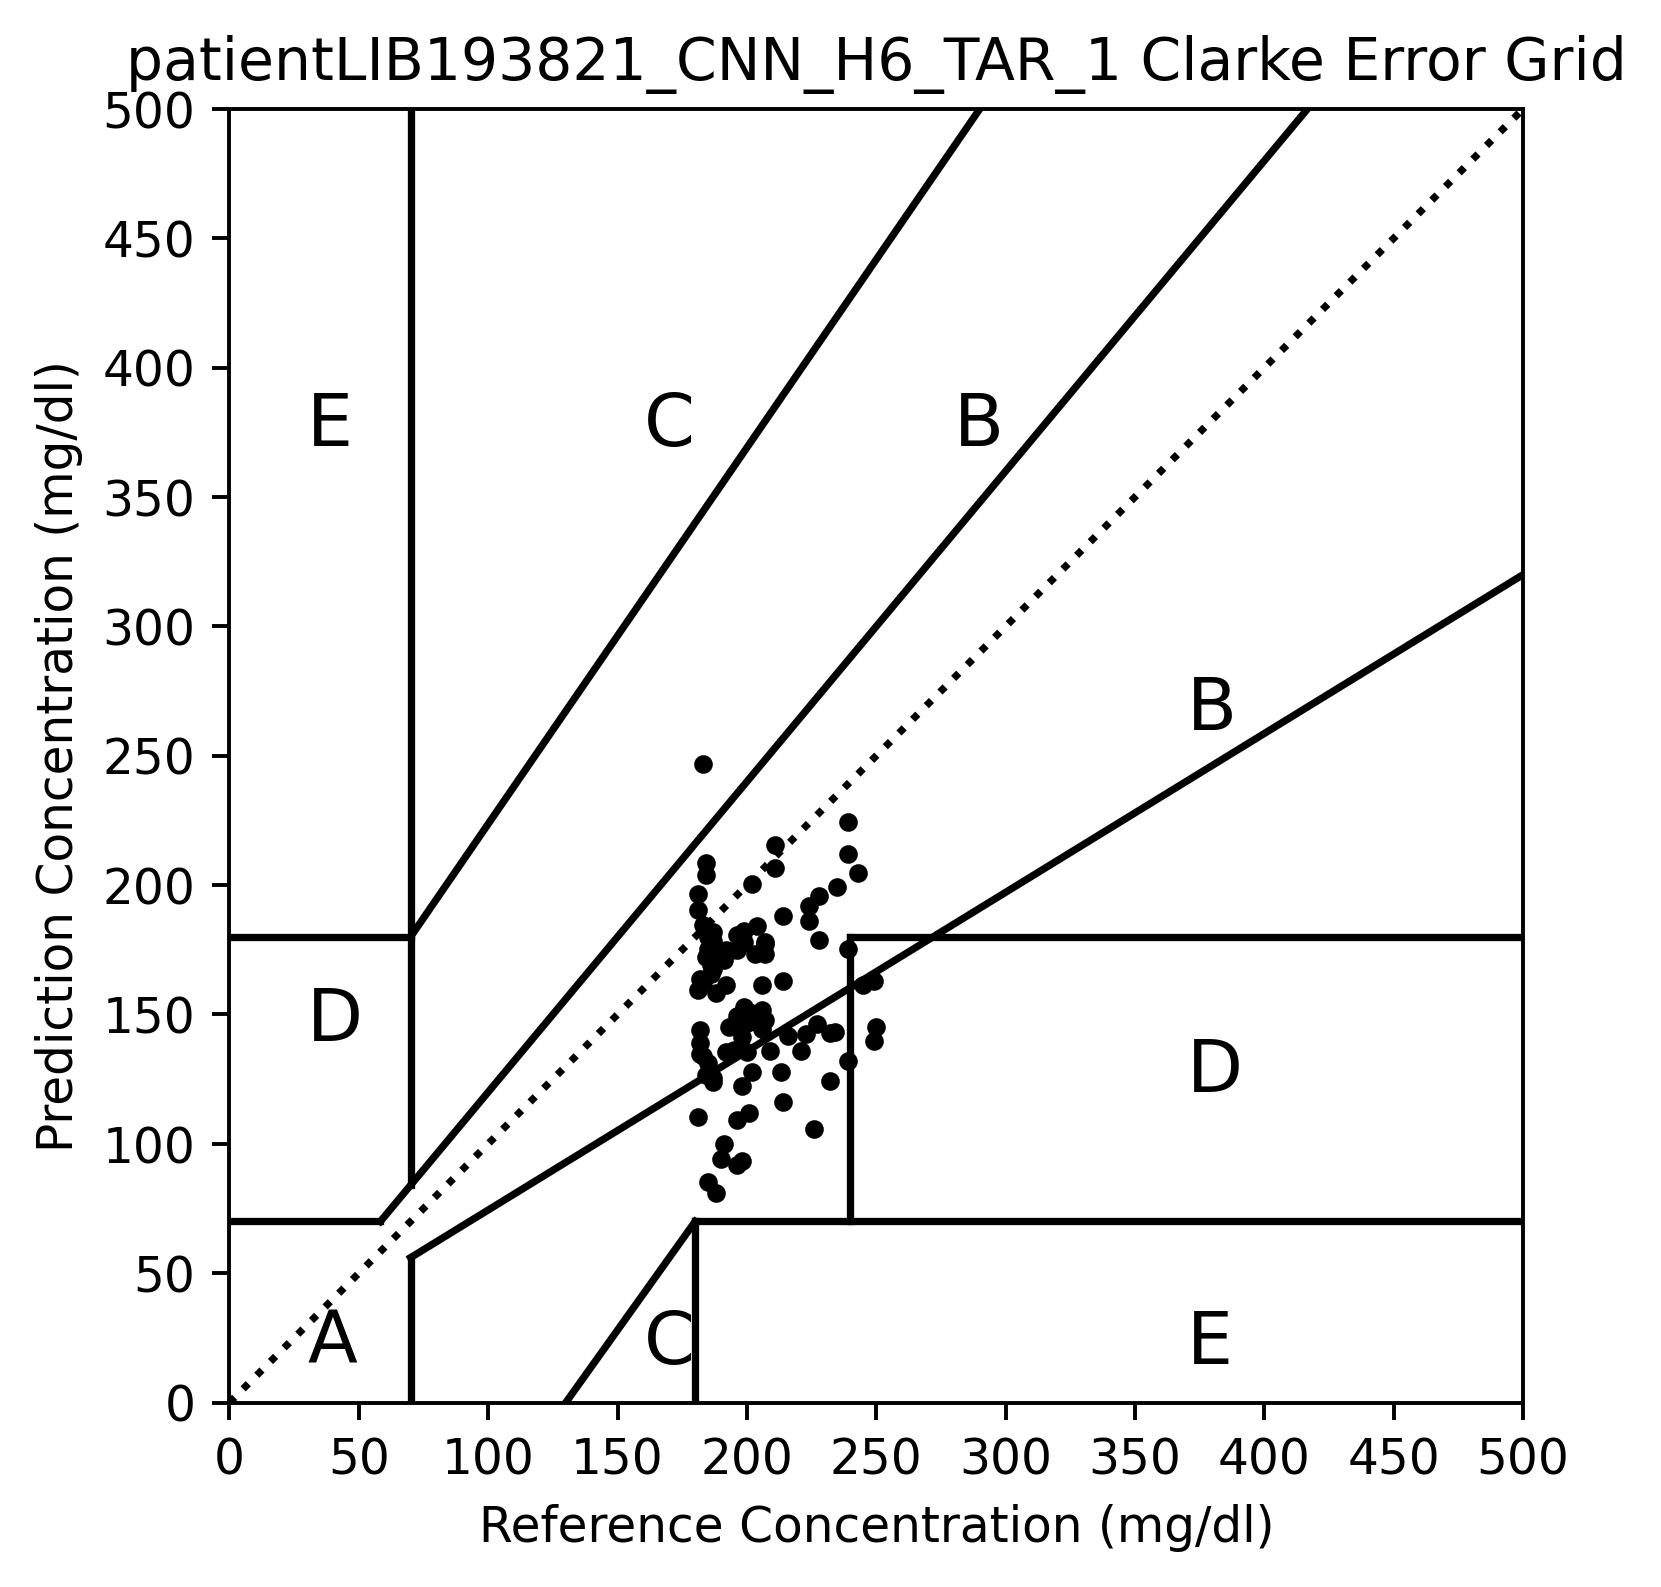 patientLIB193821_CNN_H6_TAR_1 Clarke Error Grid
500
450
400
350
300
250
200
150
100
50
0
Prediction Concentration (mg/dl)
E
C
B
B
D
D
A
C
E
0 50 100 150 200 250 300 350 400 450 500
Reference Concentration (mg/dl)